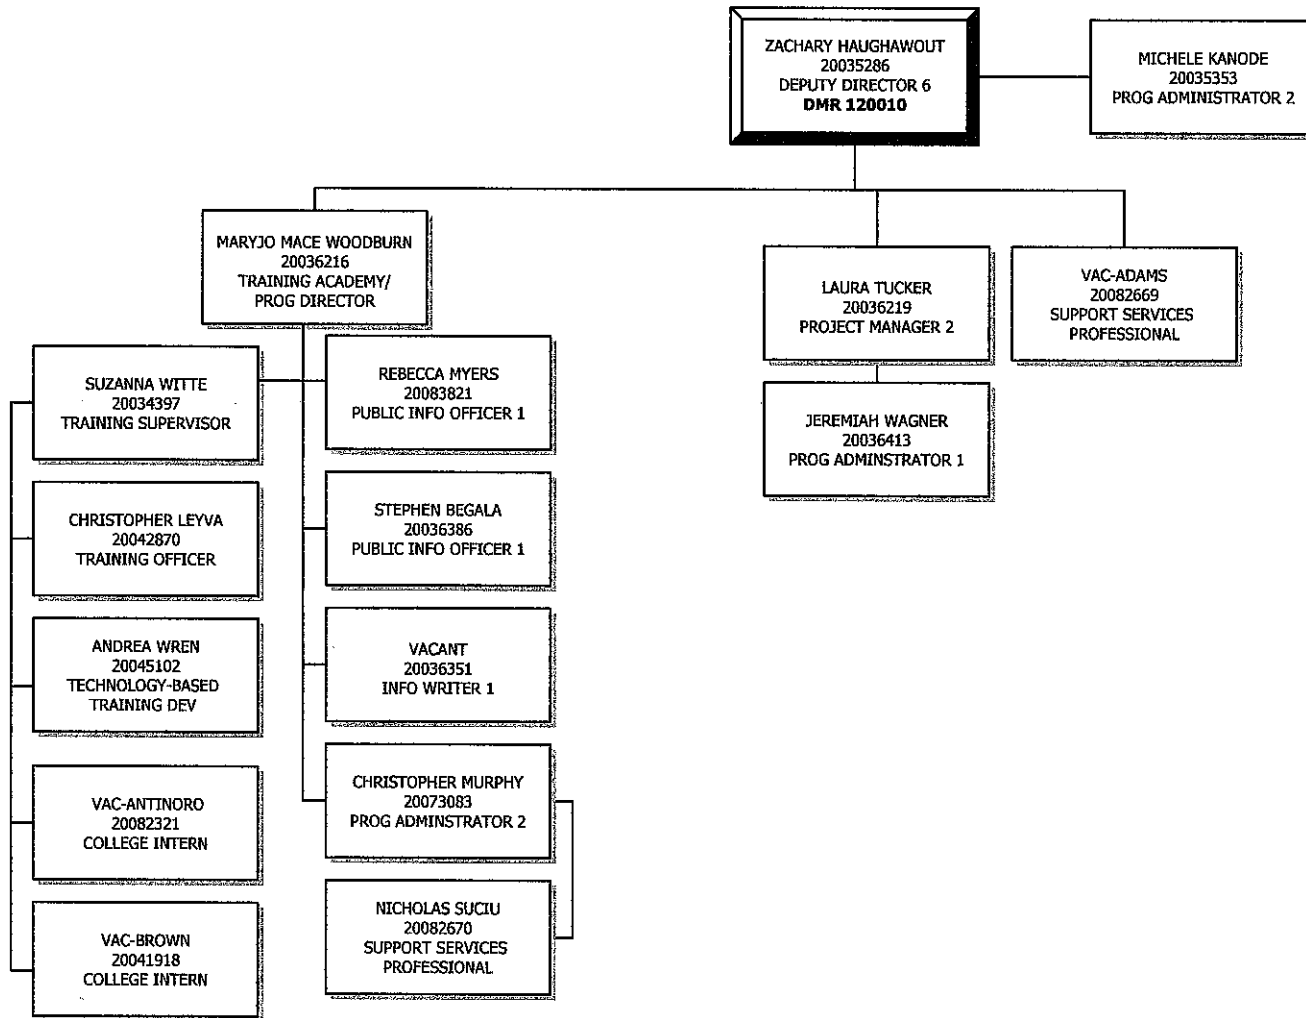 ZACHARY HAUGHAWOUT
20035286
DEPUTY DIRECTOR 6
DMR 120010
MICHELE KANODE
20035353
PROG ADMINISTRATOR 2
MARYJO MACE WOODBURN
20036216
TRAINING ACADEMY/
PROG DIRECTOR
LAURA TUCKER
20036219
PROJECT MANAGER 2
VAC-ADAMS
20082669
SUPPORT SERVICES
PROFESSIONAL
SUZANNA WITTE
20034397
TRAINING SUPERVISOR
REBECCA MYERS
20083821
PUBLIC INFO OFFICER 1
JEREMIAH WAGNER
20036413
PROG ADMINSTRATOR 1
CHRISTOPHER LEYVA
20042870
TRAINING OFFICER
STEPHEN BEGALA
20036386
PUBLIC INFO OFFICER 1
ANDREA WREN
20045102
TECHNOLOGY-BASED
TRAINING DEV
VACANT
20036351
INFO WRITER 1
VAC-ANTINORO
20082321
COLLEGE INTERN
CHRISTOPHER MURPHY
20073083
PROG ADMINSTRATOR 2
VAC-BROWN
20041918
COLLEGE INTERN
NICHOLAS SUCIU
20082670
SUPPORT SERVICES
PROFESSIONAL